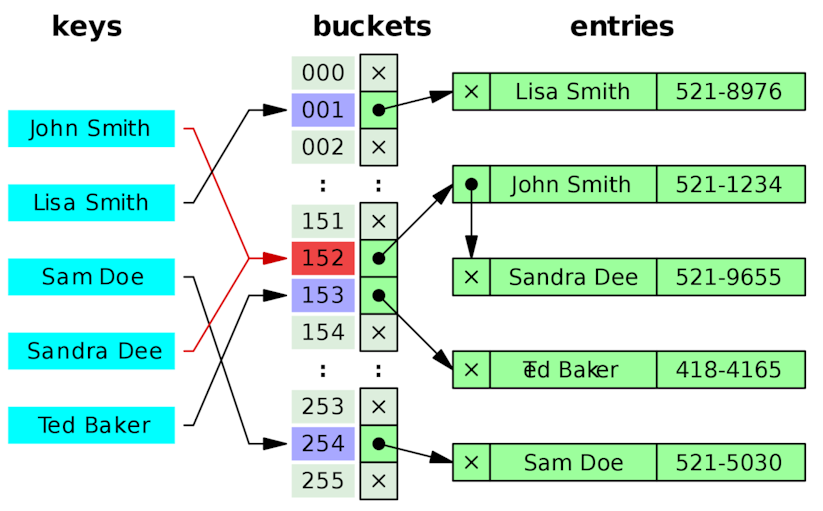 keys buckets entries
000 ×
001 × Lisa Smith 521-8976
002 ×
John Smith
: :
Lisa Smith
John Smith 521-1234
151 ×
152
Sam Doe × Sandra Dee 521-9655
153
154 ×
Sandra Dee
: :
× Ted Baker 418-4165
253 ×
Ted Baker
254 × Sam Doe 521-5030
255 ×